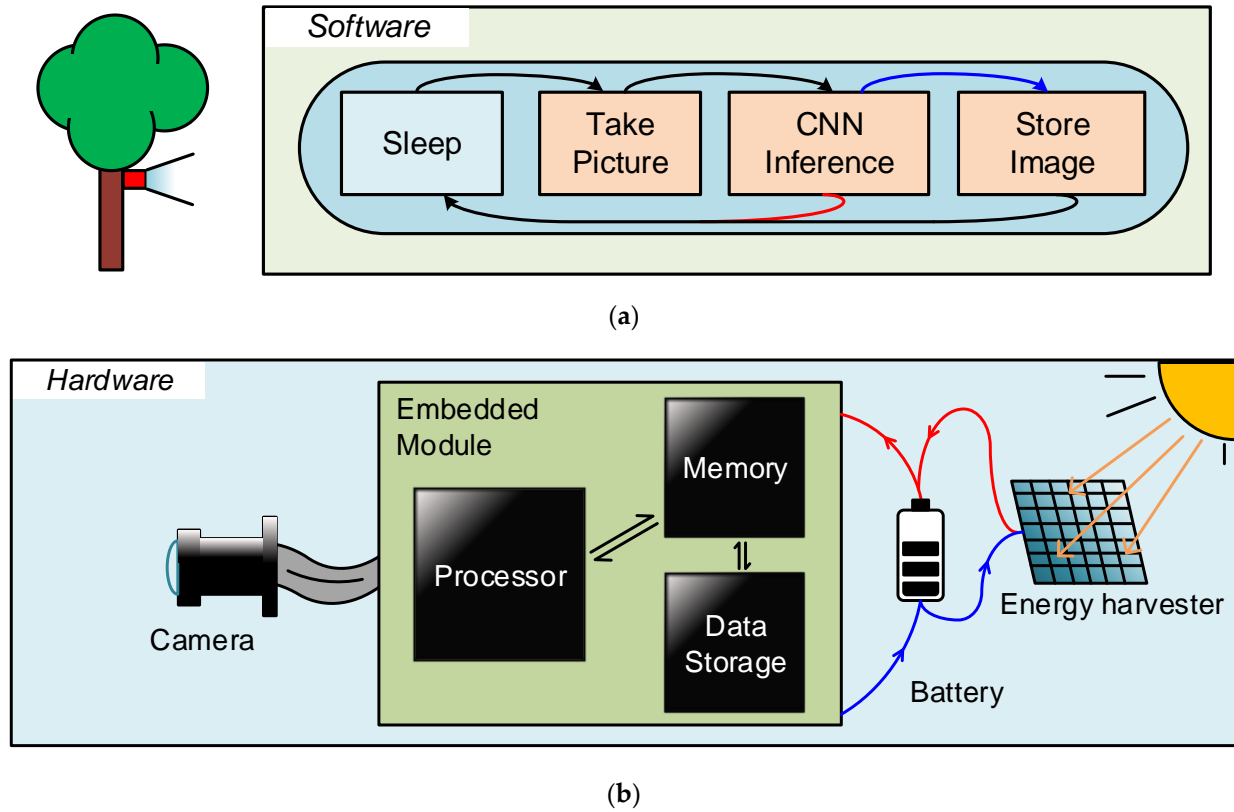 Software
Sleep
Take
Picture
CNN
Inference
Store
Image
(a)
Hardware
Embedded
Module
Memory
Processor
Data
Storage
Camera
Energy harvester
Battery
(b)